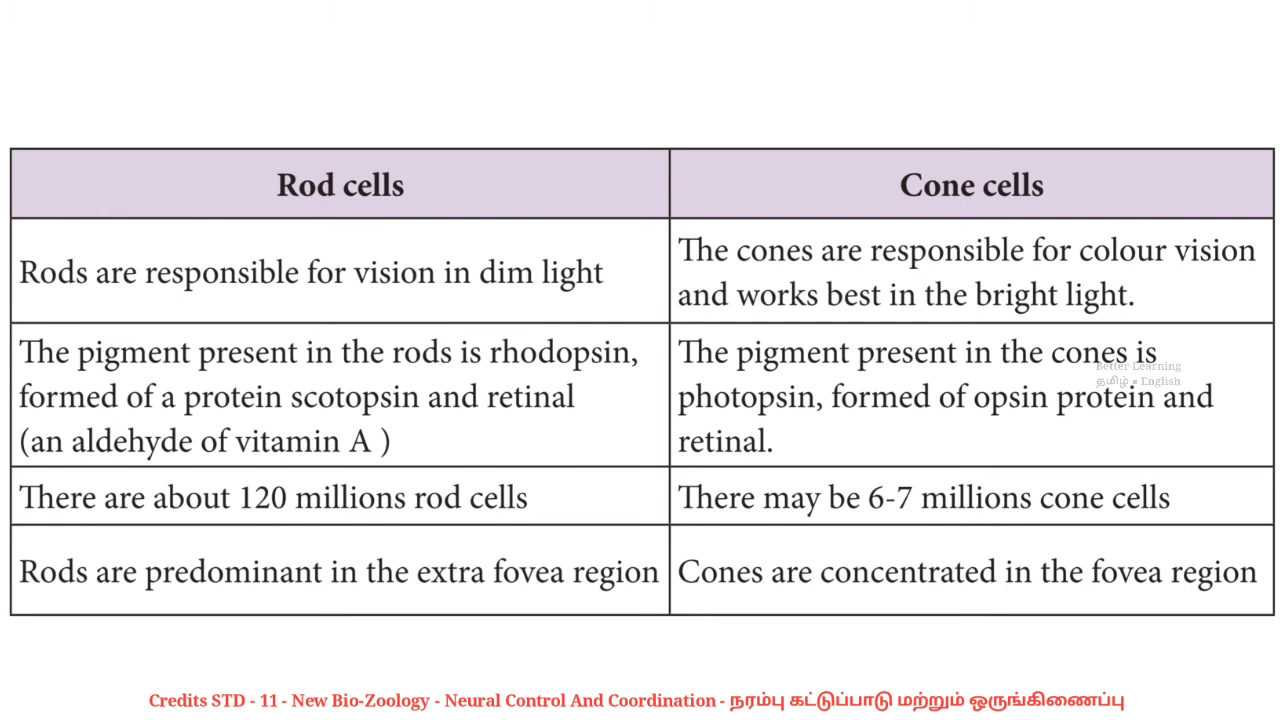 Rod cells
Cone cells
Rods are responsible for vision in dim light
The cones are responsible for colour vision
and works best in the bright light.
The pigment present in the rods is rhodopsin,
formed of a protein scotopsin and retinal
(an aldehyde of vitamin A )
The pigment present in the cones is
photopsin, formed of opsin protein and
retinal.
Better Learning
தமிழ் • English
There are about 120 millions rod cells
There may be 6-7 millions cone cells
Rods are predominant in the extra fovea region
Cones are concentrated in the fovea region
Credits STD - 11 - New Bio-Zoology - Neural Control And Coordination - நரம்பு கட்டுப்பாடு மற்றும் ஒருங்கிணைப்பு